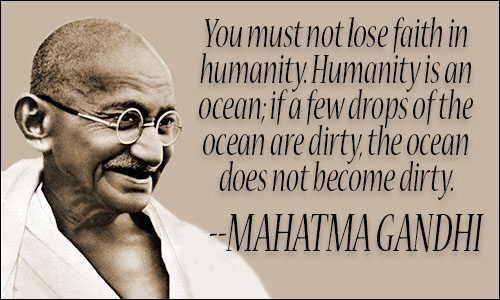 You must not lose faith in
humanity. Humanity is an
ocean; if a few drops of the
ocean are dirty, the ocean
does not become dirty.
--MAHATMA GANDHI